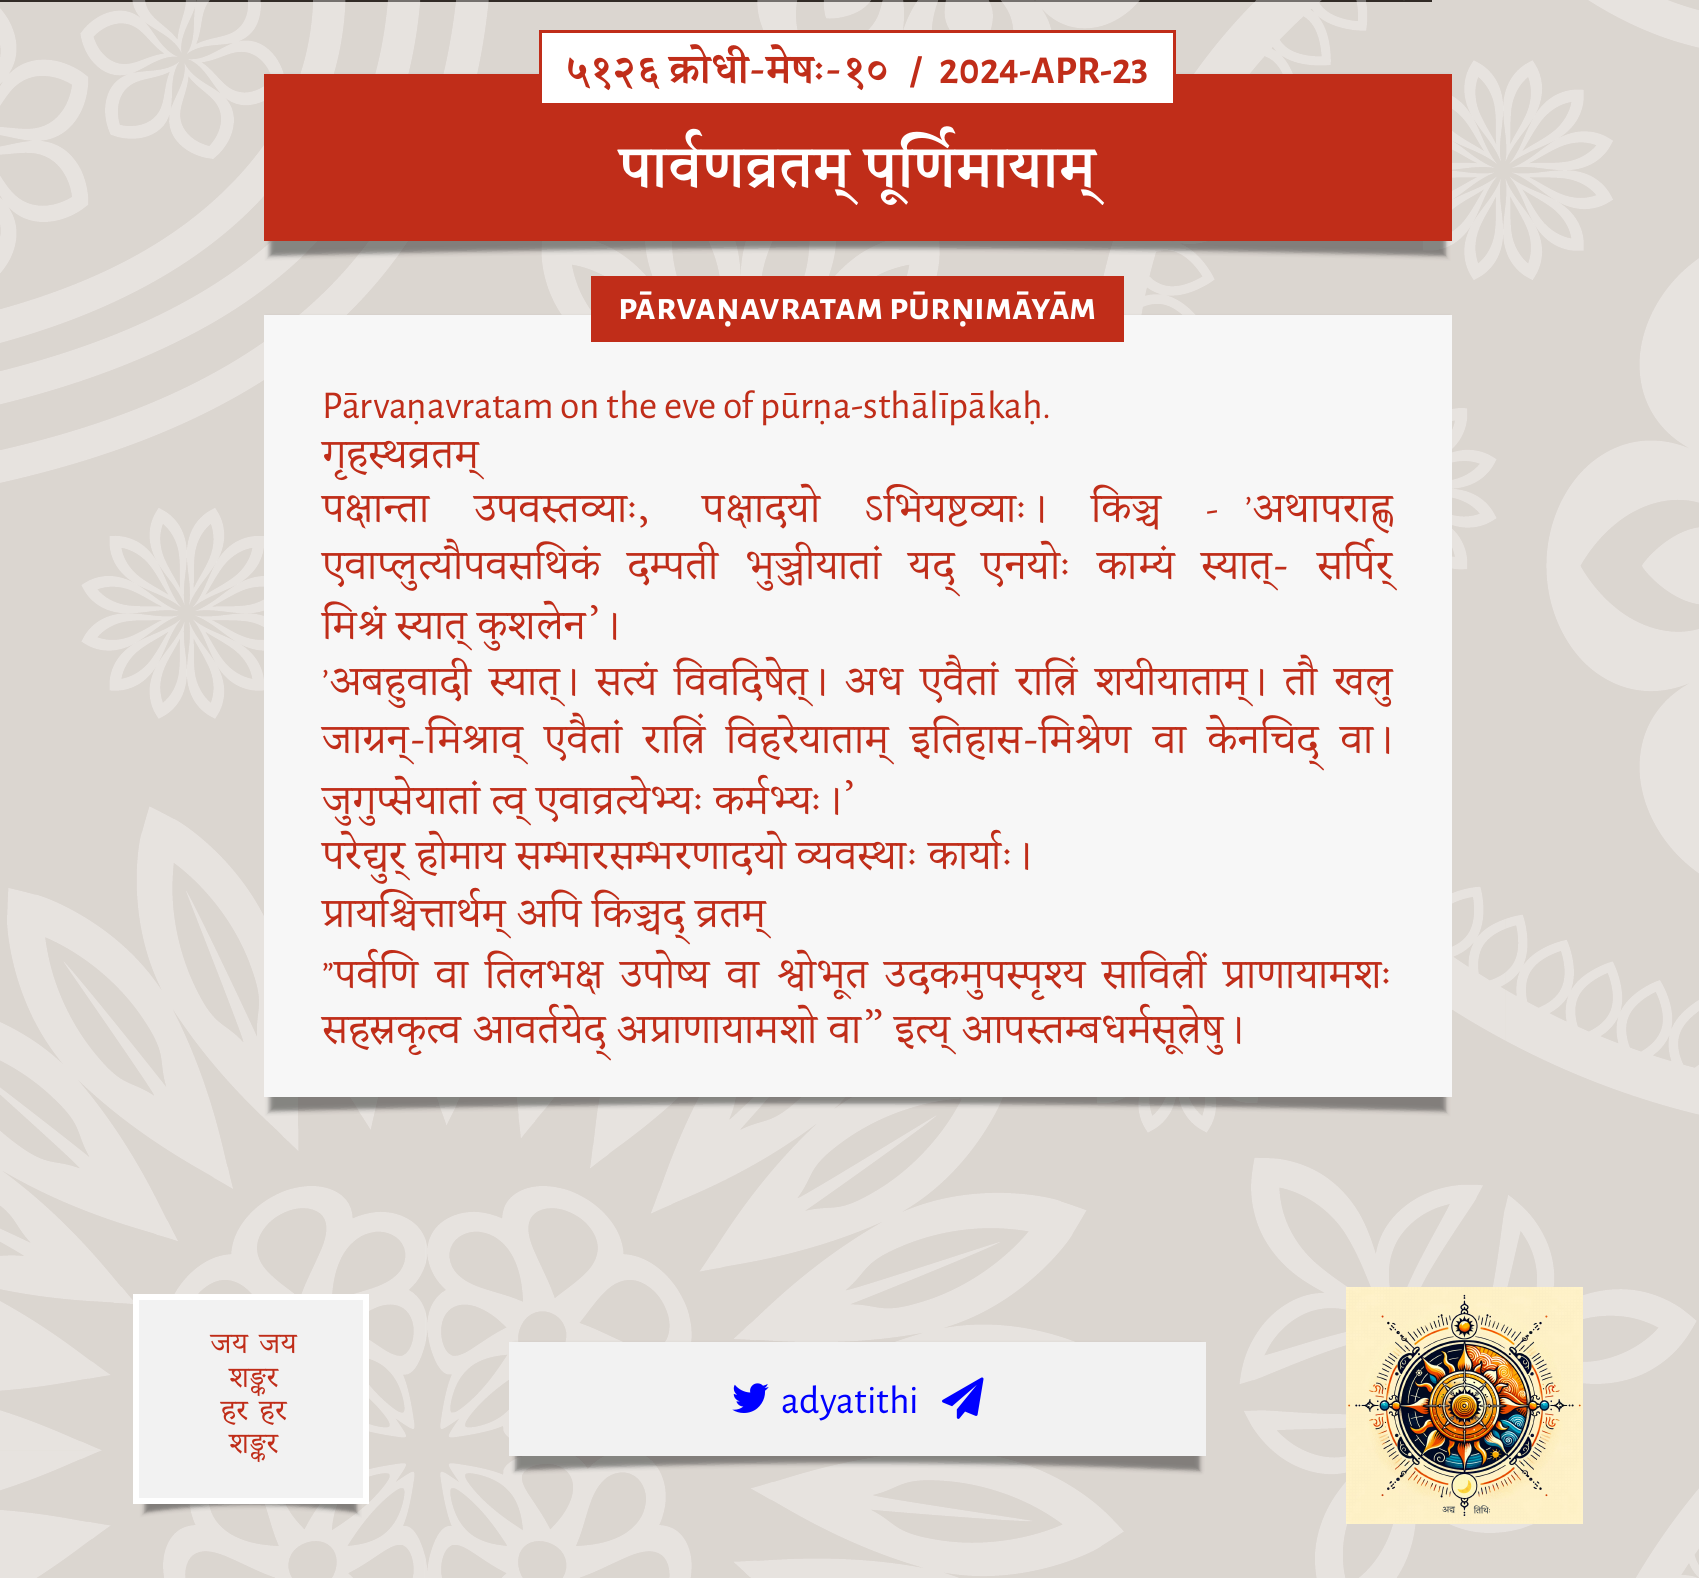 ५१२६ क्रोधी-मेषः-१० / 2024-APR-23
पार्वणव्रतम् पूर्णिमायाम्
PĀRVAṆAVRATAM PŪRṆIMĀYĀM
Pārvaṇavratam on the eve of pūrṇa-sthālīpākaḥ.
गृहस्थव्रतम्
पक्षान्ता उपवस्तव्याः, पक्षादयो ऽभियष्टव्याः। किञ्च - ’अथापराह्ण
एवाप्लुत्यौपवसथिकं दम्पती भुञ्जीयातां यद् एनयोः काम्यं स्यात्- सर्पिर्
मिश्रं स्यात् कुशलेन’।
’अबहुवादी स्यात्। सत्यं विवदिषेत्। अध एवैतां रात्रिं शयीयाताम्। तौ खलु
जाग्रन्-मिश्राव् एवैतां रात्रिं विहरेयाताम् इतिहास-मिश्रेण वा केनचिद् वा।
जुगुप्सेयातां त्व् एवाव्रत्येभ्यः कर्मभ्यः।’
परेद्युर् होमाय सम्भारसम्भरणादयो व्यवस्थाः कार्याः।
प्रायश्चित्तार्थम् अपि किञ्चद् व्रतम्
”पर्वणि वा तिलभक्ष उपोष्य वा श्वोभूत उदकमुपस्पृश्य सावित्रीं प्राणायामशः
सहस्रकृत्व आवर्तयेद् अप्राणायामशो वा” इत्य् आपस्तम्बधर्मसूत्रेषु।
जय जय
शङ्कर
हर हर
शङ्कर
adyatithi
अद्य तिथिः